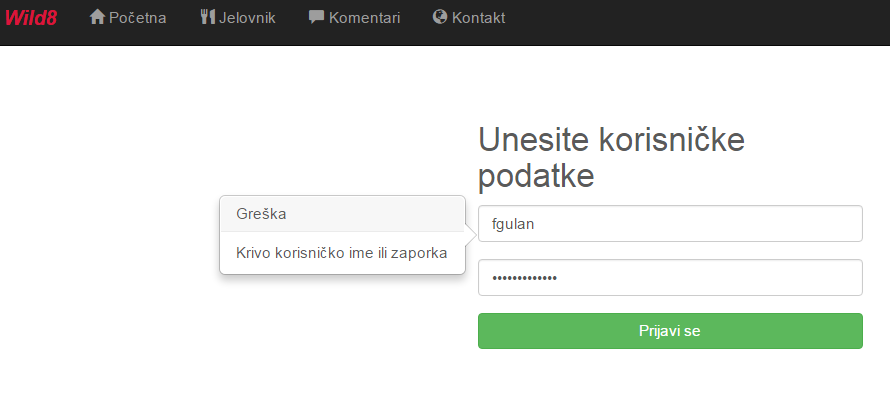 Wild8 Početna Jelovnik Komentari Kontakt
Unesite korisničke
podatke
Greška
Krivo korisničko ime ili zaporka
fgulan
•••••••••••••
Prijavi se